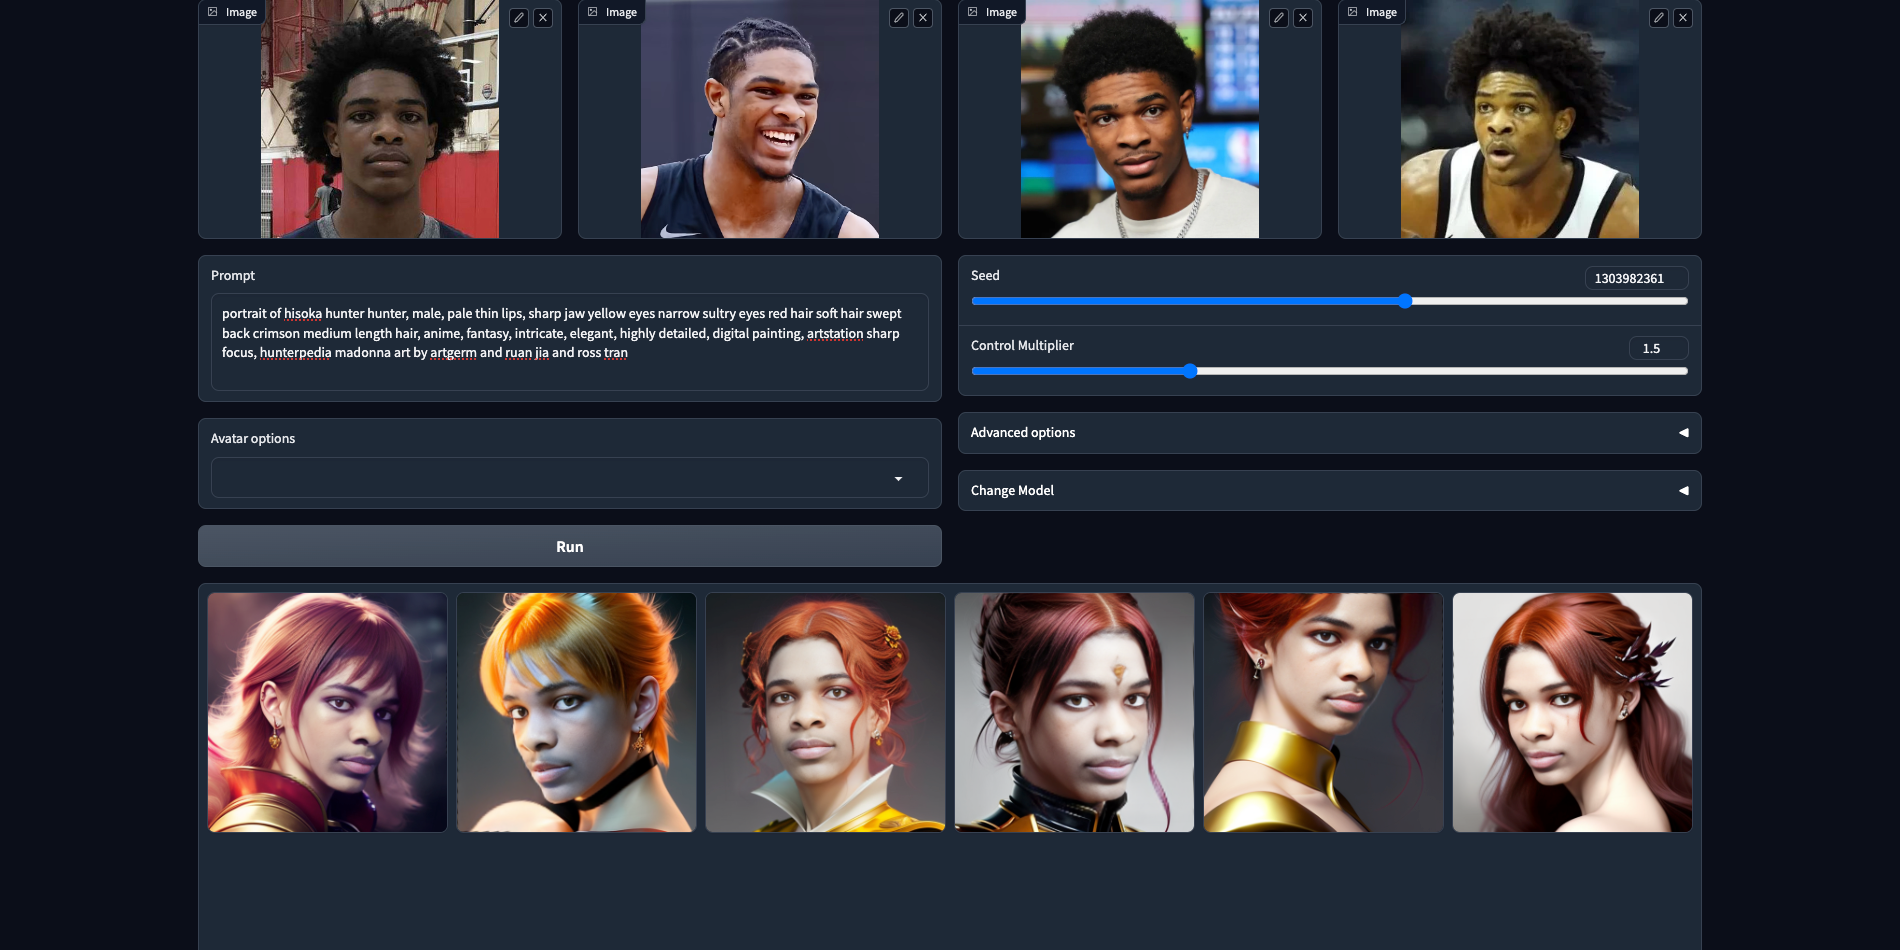 Image
Image
Image
Image
Prompt
portrait of hisoka hunter hunter, male, pale thin lips, sharp jaw yellow eyes narrow sultry eyes red hair soft hair swept
back crimson medium length hair, anime, fantasy, intricate, elegant, highly detailed, digital painting, artstation sharp
focus, hunterpedia madonna art by artgerm and ruan jia and ross tran
Seed
1303982361
Control Multiplier
1.5
Avatar options
Advanced options
Change Model
Run